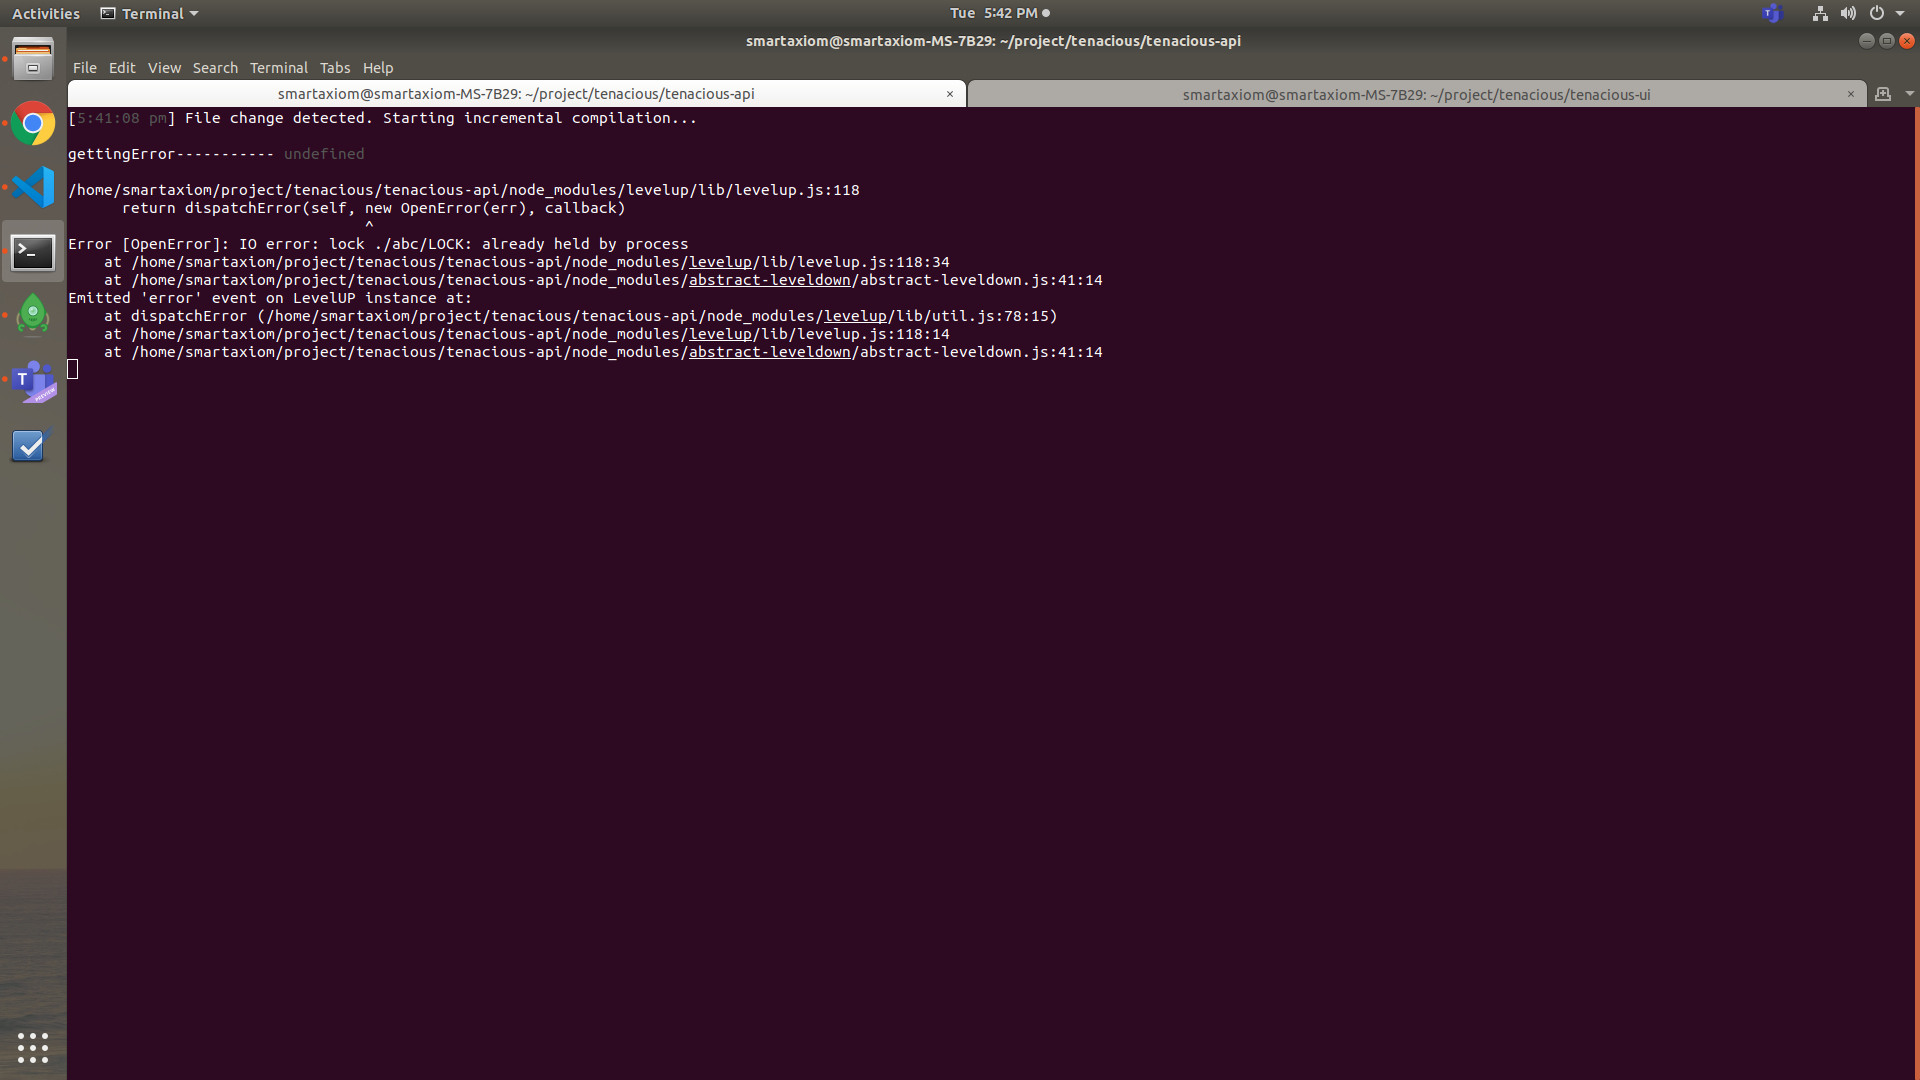 Activities
Terminal
Tue 5:42 PM
smartaxiom@smartaxiom-MS-7B29: ~/project/tenacious/tenacious-api
File Edit View Search Terminal Tabs Help
smartaxiom@smartaxiom-MS-7B29: ~/project/tenacious/tenacious-api
smartaxiom@smartaxiom-MS-7B29: ~/project/tenacious/tenacious-ui
[5:41:08 pm] File change detected. Starting incremental compilation...
gettingError----------- undefined
/home/smartaxiom/project/tenacious/tenacious-api/node_modules/levelup/lib/levelup.js:118
return dispatchError(self, new OpenError(err), callback)
^
Error [OpenError]: IO error: lock ./abc/LOCK: already held by process
at /home/smartaxiom/project/tenacious/tenacious-api/node_modules/levelup/lib/levelup.js:118:34
at /home/smartaxiom/project/tenacious/tenacious-api/node_modules/abstract-leveldown/abstract-leveldown.js:41:14
Emitted 'error' event on LevelUP instance at:
at dispatchError (/home/smartaxiom/project/tenacious/tenacious-api/node_modules/levelup/lib/util.js:78:15)
at /home/smartaxiom/project/tenacious/tenacious-api/node_modules/levelup/lib/levelup.js:118:14
at /home/smartaxiom/project/tenacious/tenacious-api/node_modules/abstract-leveldown/abstract-leveldown.js:41:14
T
PREVIEW